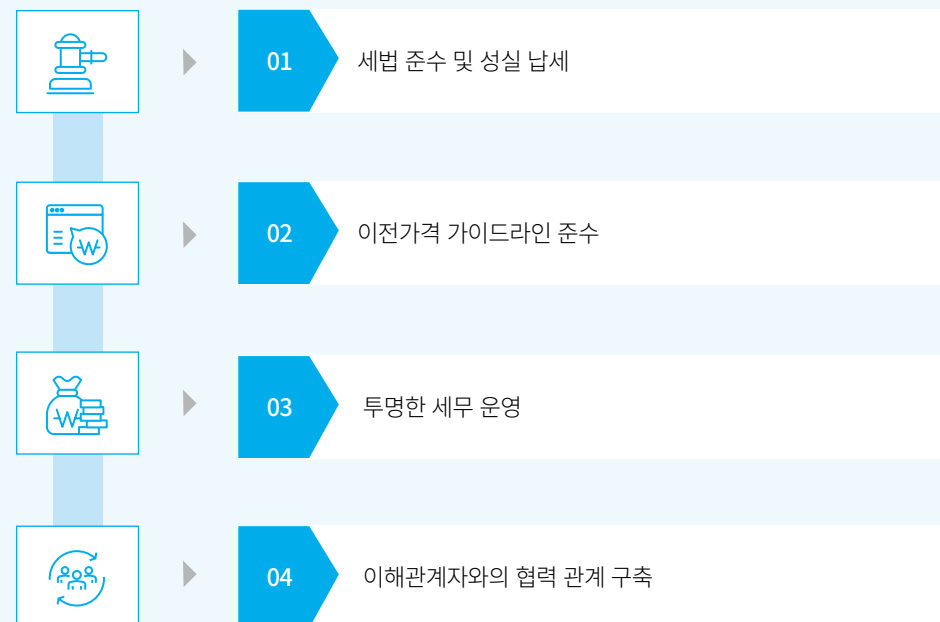 01 세법 준수 및 성실 납세
02 이전가격 가이드라인 준수
₩
03 투명한 세무 운영
₩
04 이해관계자와의 협력 관계 구축